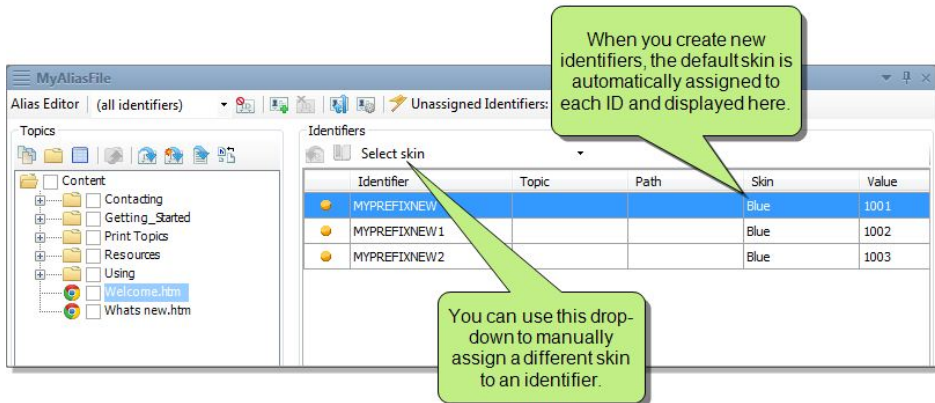 When you create new
identifiers, the default skin is
automatically assigned to
each ID and displayed here.
MyAliasFile
Alias Editor (all identifiers) Unassigned Identifiers:
Topics
Identifiers
Select skin
Content
Contacting
Getting_Started
Print Topics
Resources
Using
Welcome.htm
Whats new.htm
Identifier Topic Path Skin Value
MYPREFIXNEW Blue 1001
MYPREFIXNEW1 Blue 1002
MYPREFIXNEW2 Blue 1003
You can use this drop-
down to manually
assign a different skin
to an identifier.